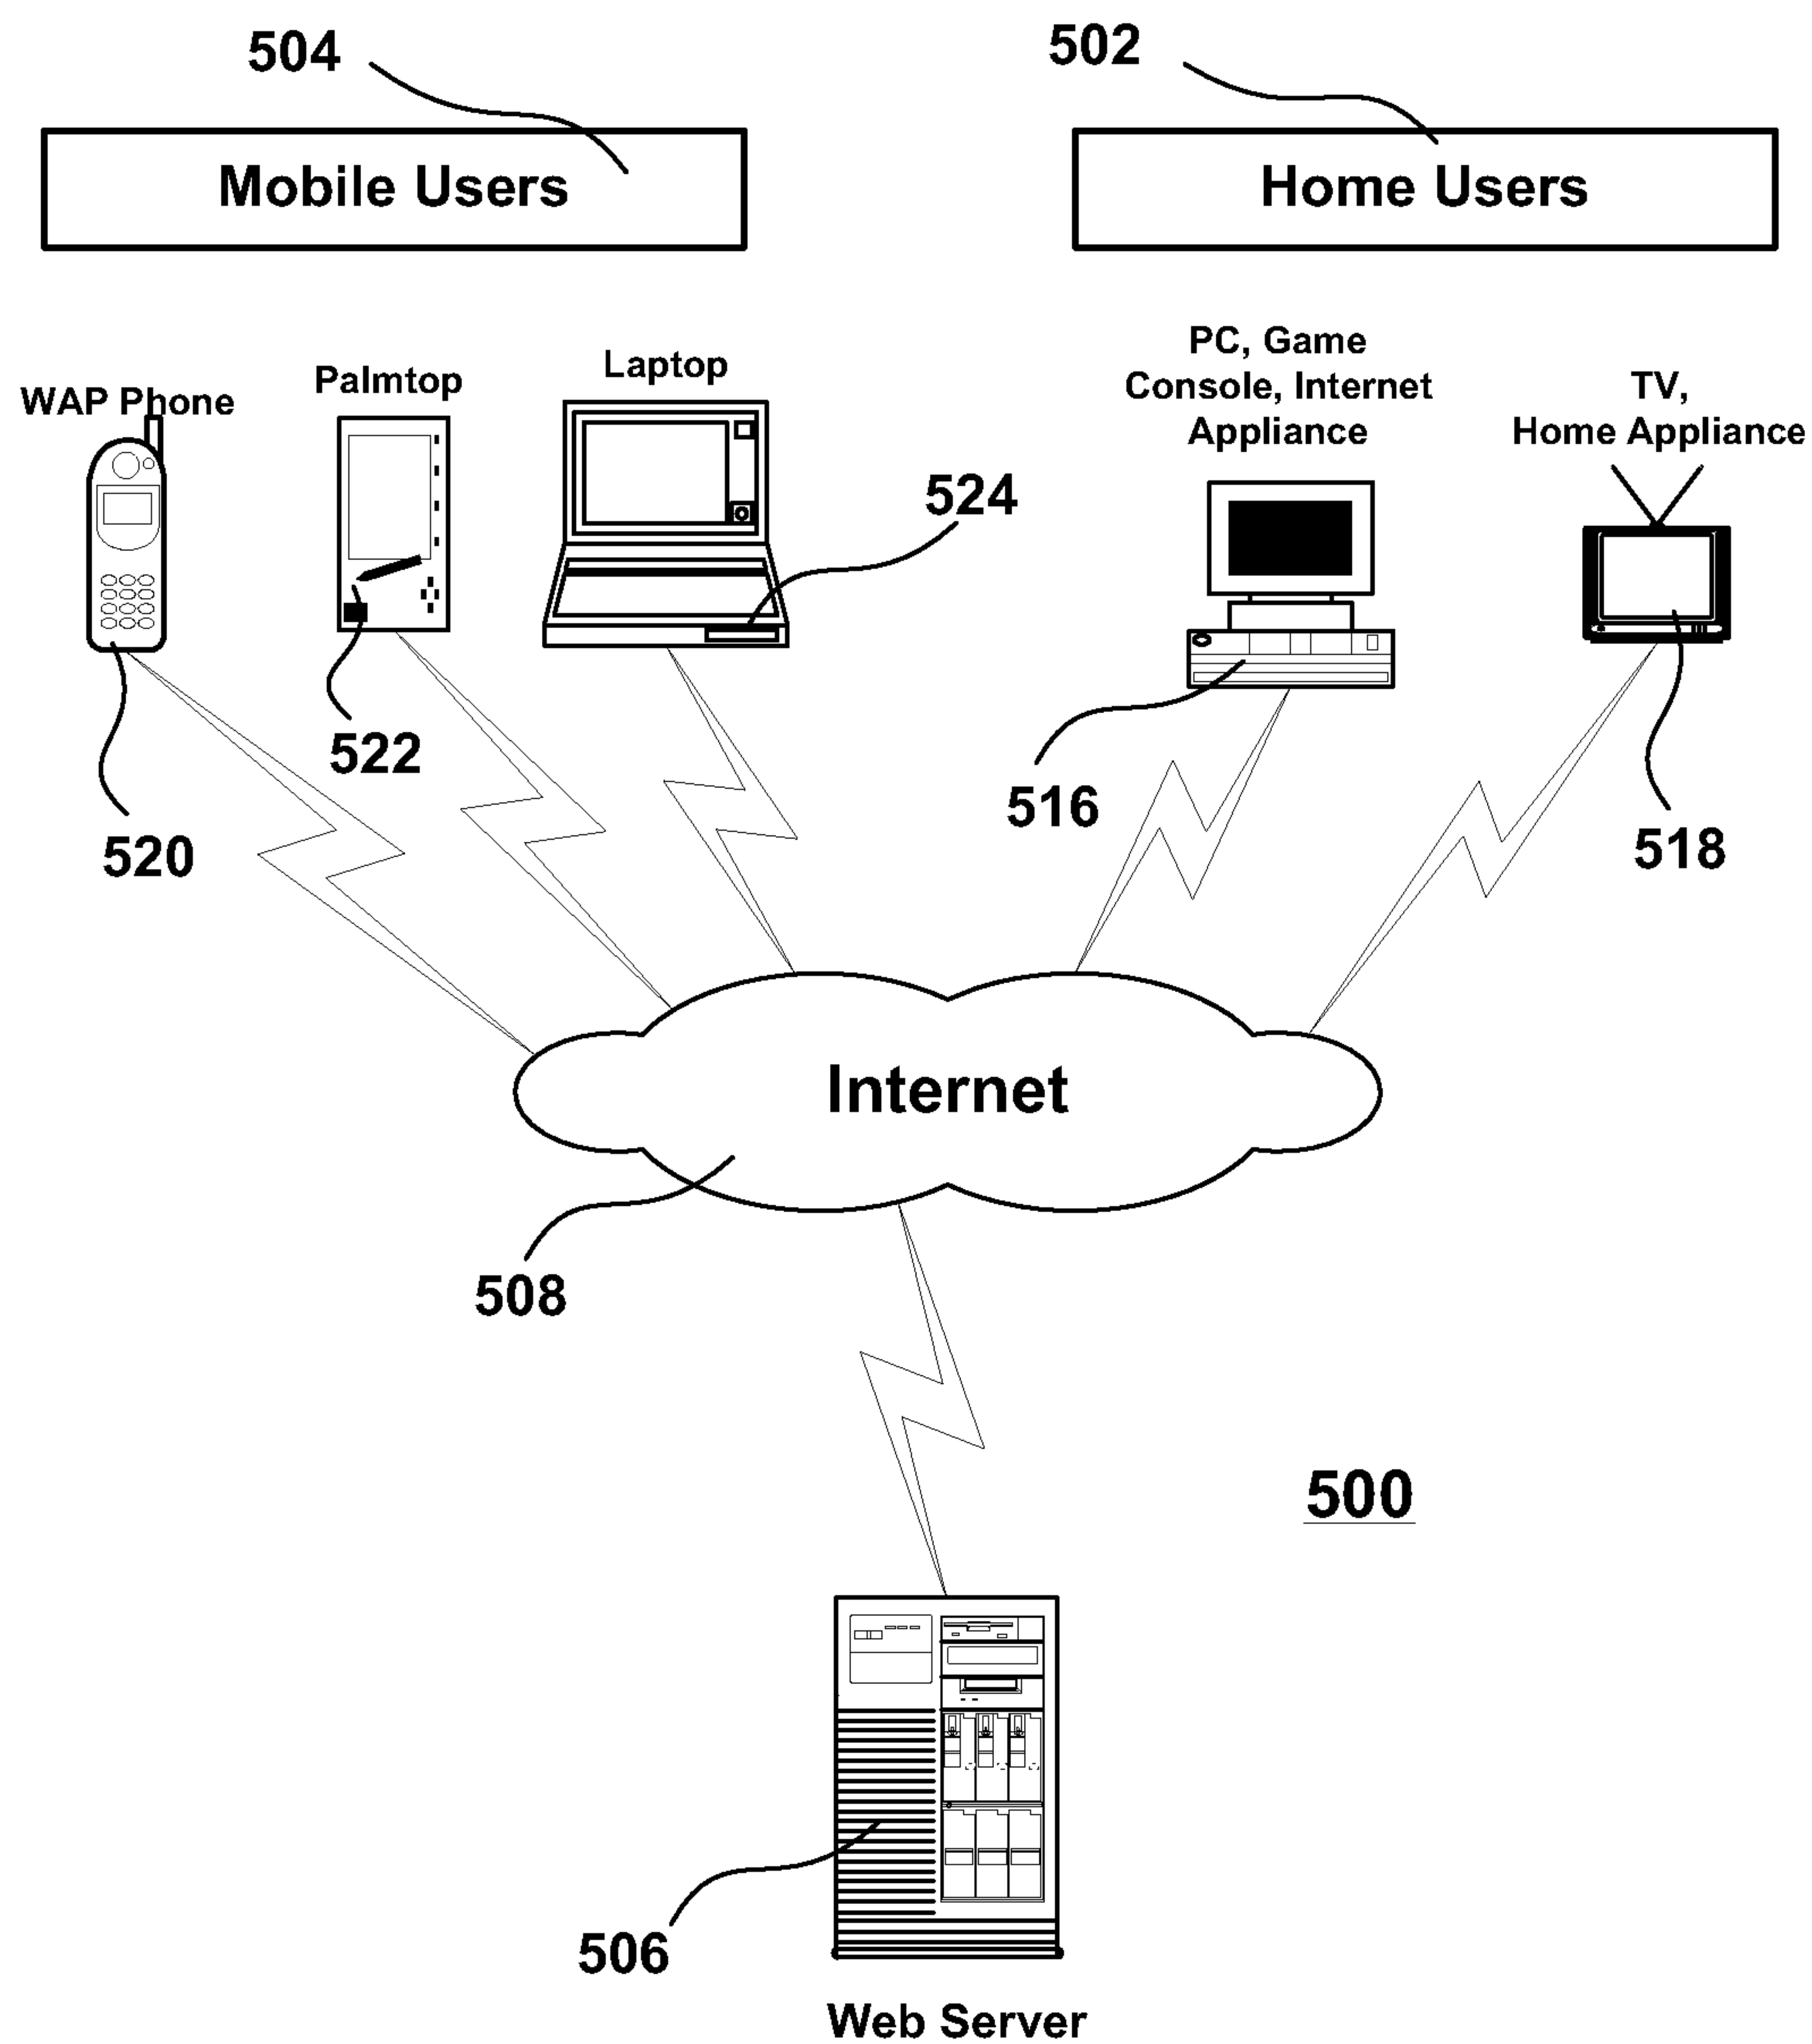 504
502
Mobile Users
Home Users
WAP Phone
Palmtop
Laptop
PC, Game
Console, Internet
Appliance
TV,
Home Appliance
524
522
516
520
518
Internet
508
500
506
Web Server